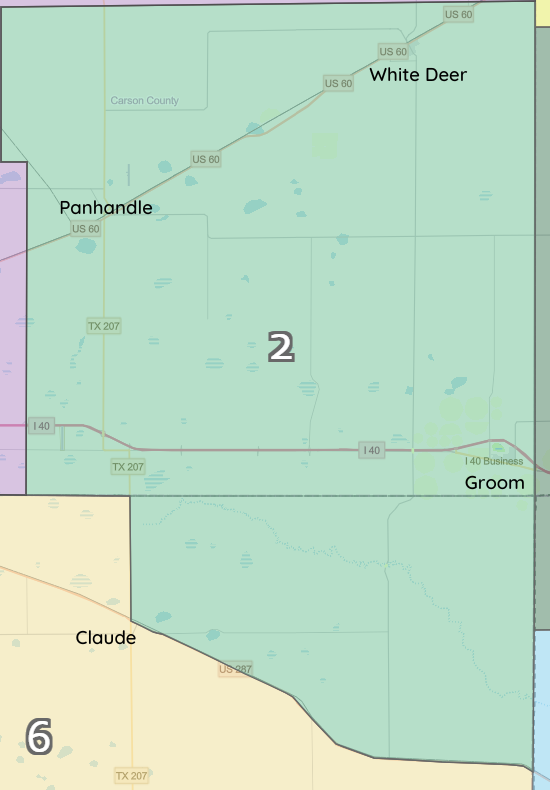 US 60
US 60
White Deer
US 60
Carson County
US 60
Panhandle
US 60
TX 207
2
I 40
I 40
I 40 Business
TX 207
Groom
Claude
US 287
6
TX 207